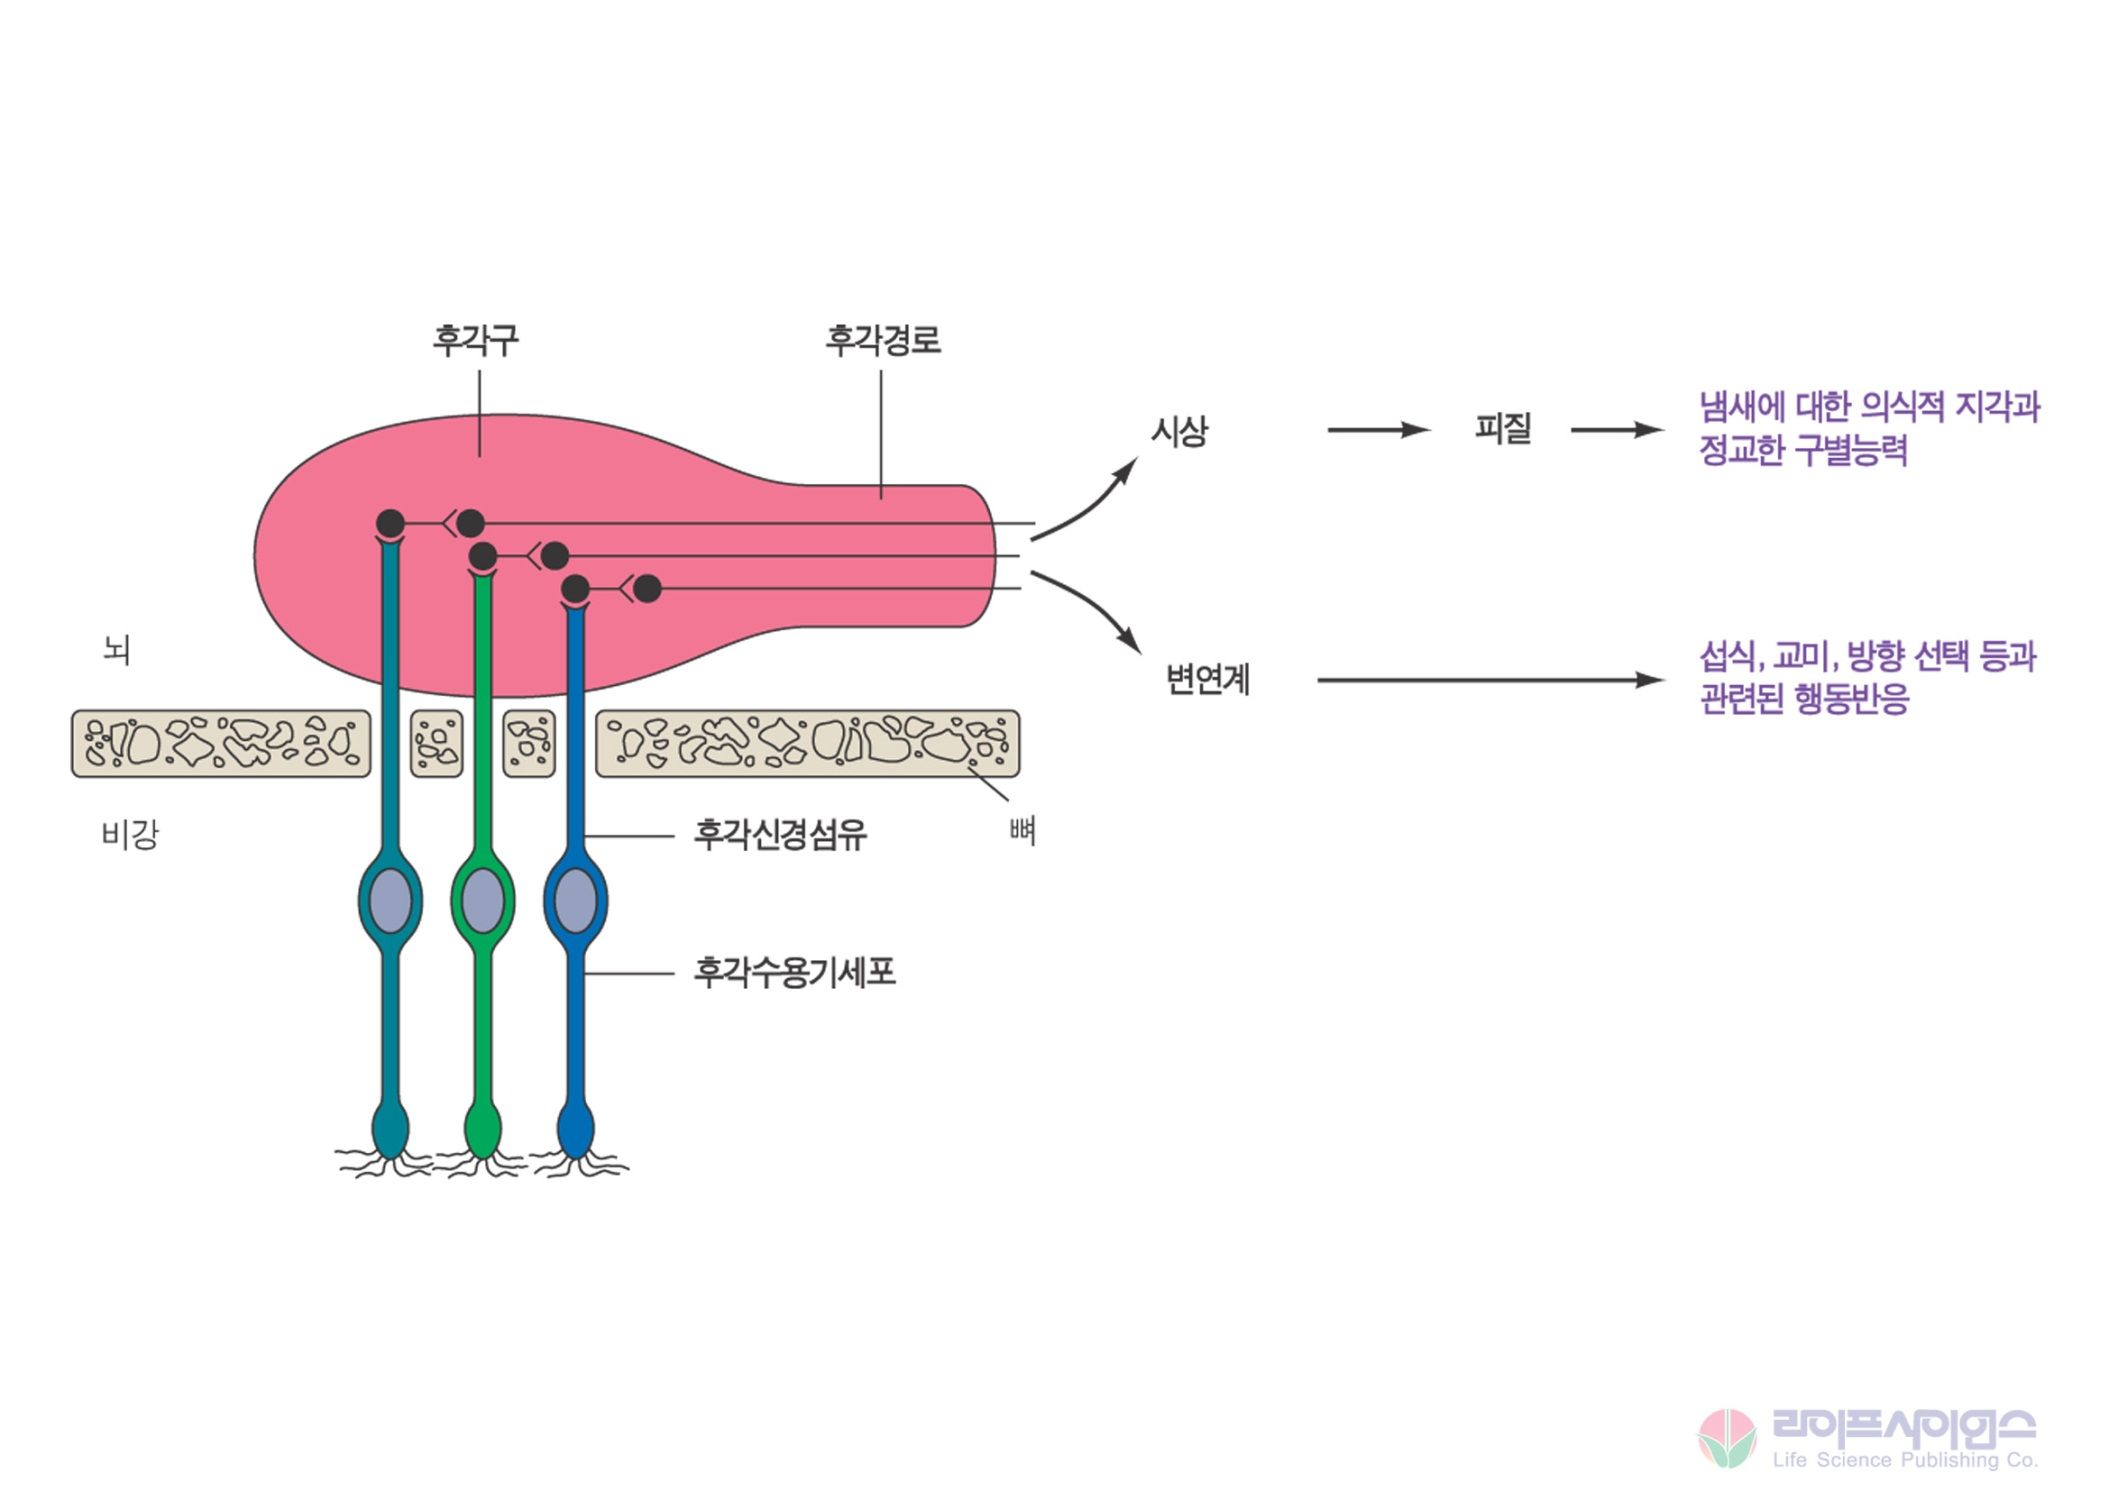 후각구
후각경로
시상
피질
냄새에 대한 의식적 지각과
정교한 구별능력
뇌
변연계
섭식, 교미, 방향 선택 등과
관련된 행동반응
비강
후각신경섬유
뼈
후각수용기세포
라이프사이언스
Life Science Publishing Co.